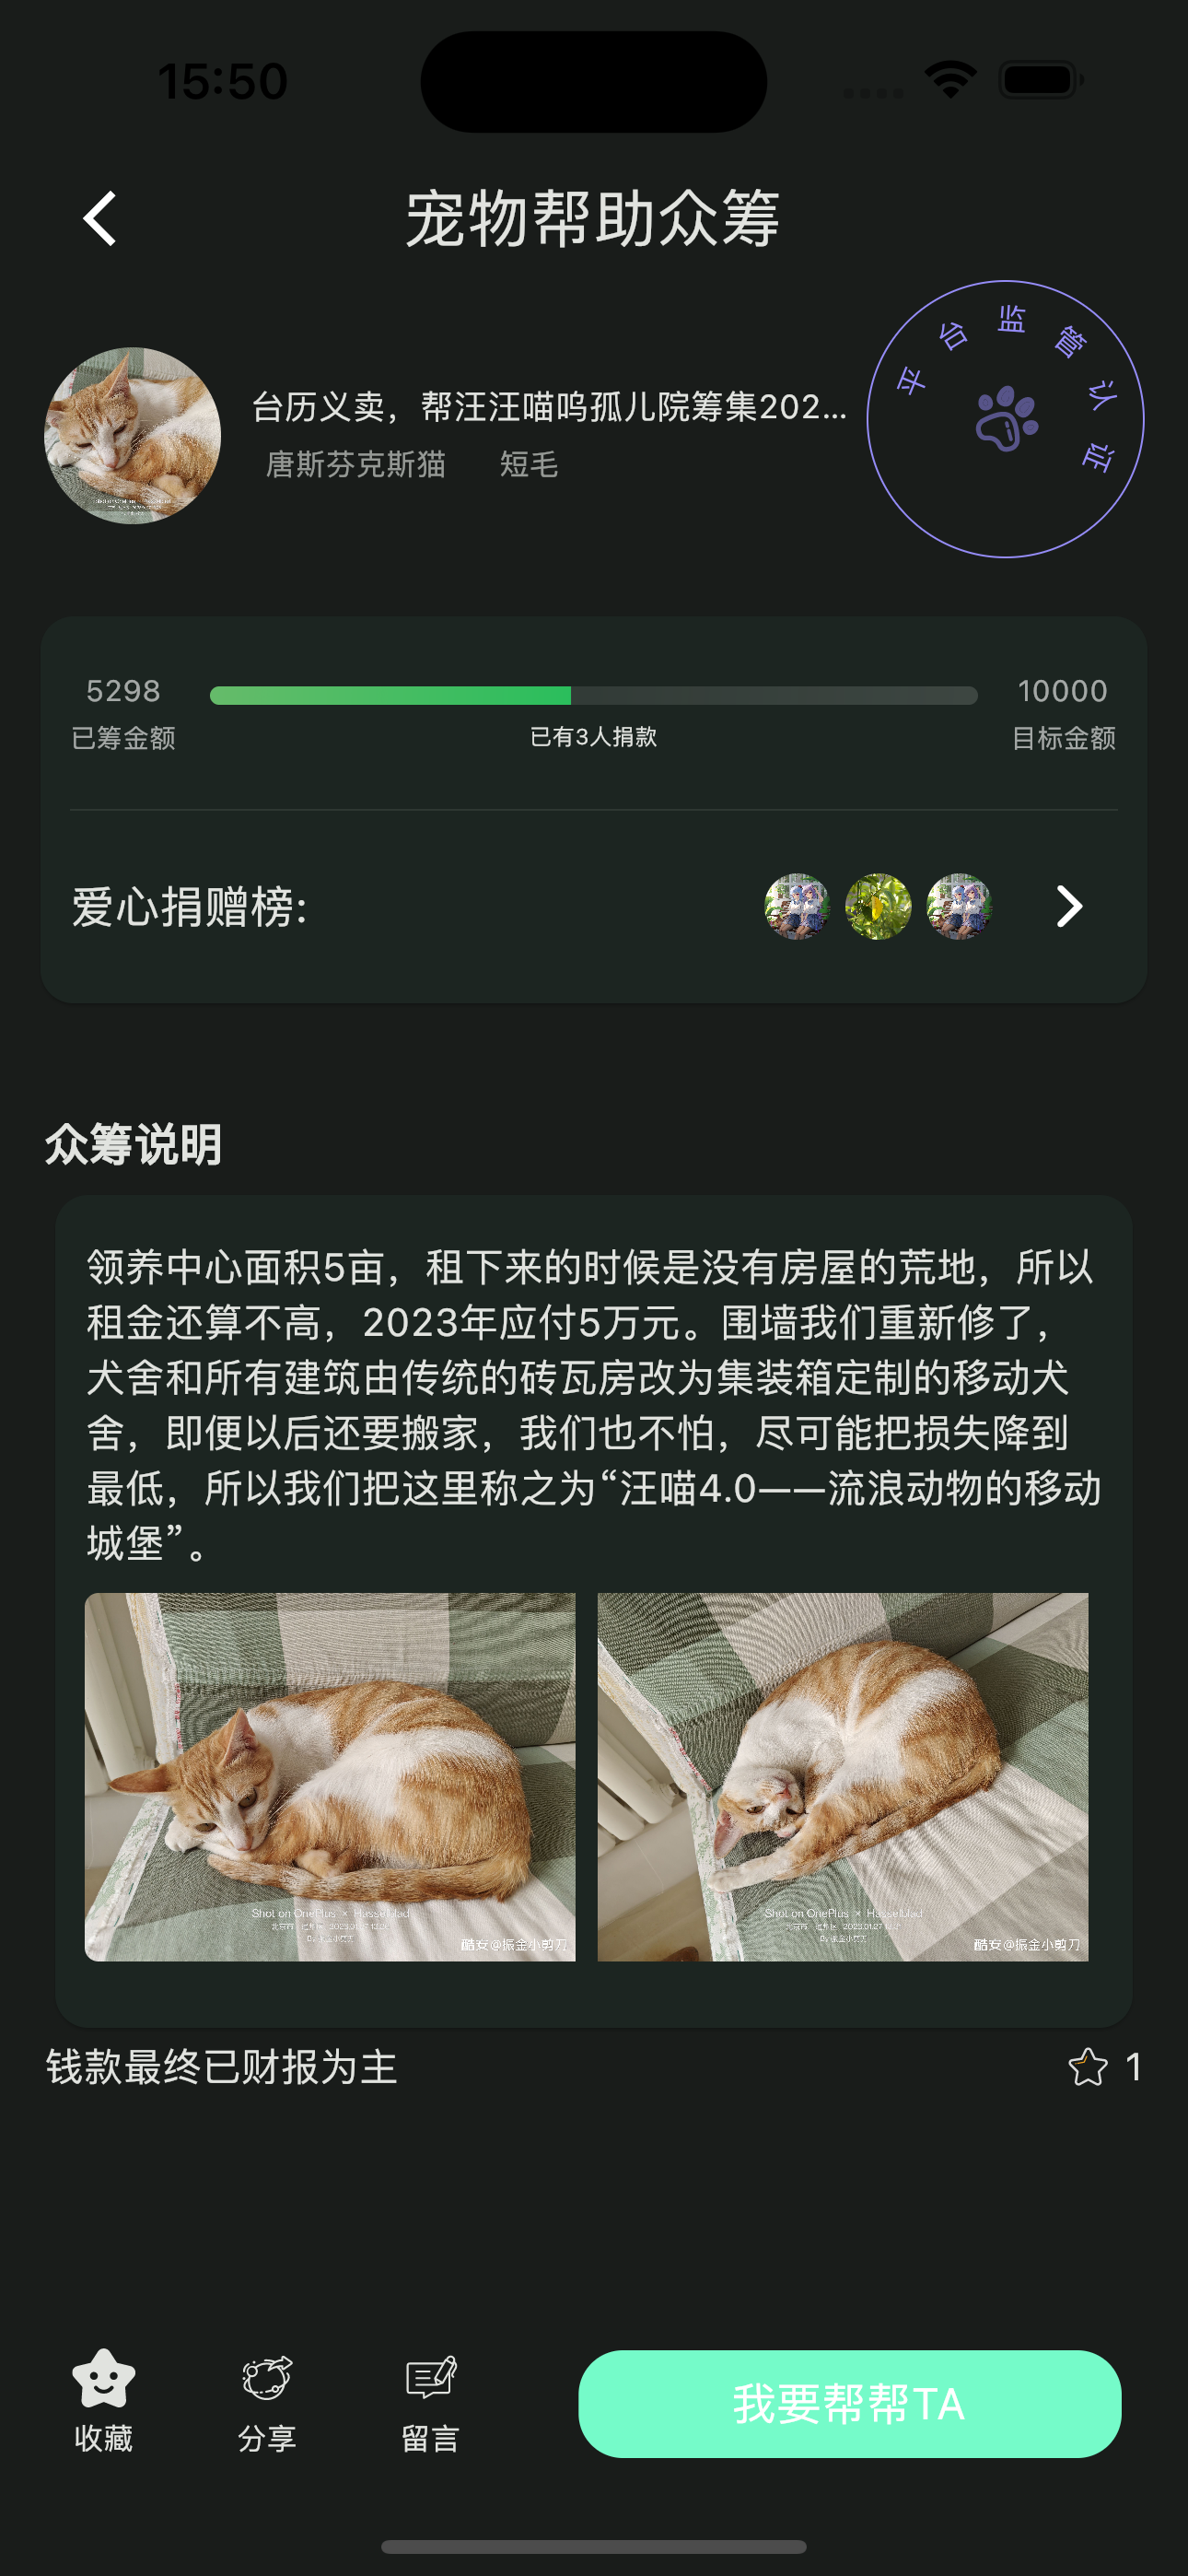 15:50
宠物帮助众筹
平台监管认证
台历义卖，帮汪汪喵呜孤儿院筹集202...
唐斯芬克斯猫 短毛
5298
10000
已筹金额
已有3人捐款
目标金额
爱心捐赠榜:
众筹说明
领养中心面积5亩，租下来的时候是没有房屋的荒地，所以
租金还算不高，2023年应付5万元。围墙我们重新修了，
犬舍和所有建筑由传统的砖瓦房改为集装箱定制的移动犬
舍，即便以后还要搬家，我们也不怕，尽可能把损失降到
最低，所以我们把这里称之为“汪喵4.0——流浪动物的移动
城堡”。
Shot on OnePlus × Hasselblad
酷安@振金小剪刀
Shot on OnePlus × Hasselblad
酷安@振金小剪刀
钱款最终已财报为主
1
收藏
分享
留言
我要帮帮TA